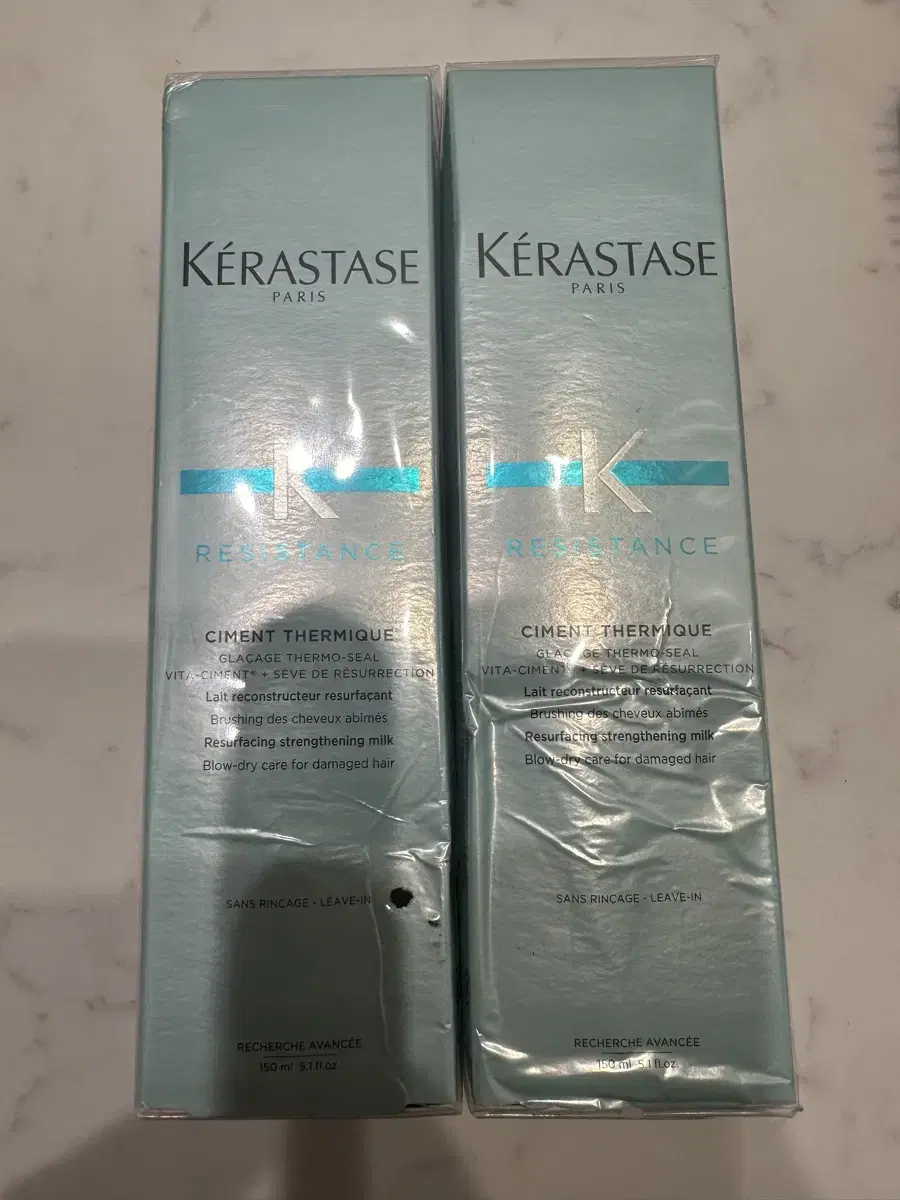 KÉRASTASE
PARIS
K
RESISTANCE
CIMENT THERMIQUE
GLAÇAGE THERMO-SEAL
VITA-CIMENT® + SÈVE DE RÉSURRECTION
Lait reconstructeur resurfaçant
Brushing des cheveux abîmés
Resurfacing strengthening milk
Blow-dry care for damaged hair
SANS RINÇAGE - LEAVE-IN
RECHERCHE AVANCÉE
150 ml 5.1 fl.oz.
KÉRASTASE
PARIS
K
RESISTANCE
CIMENT THERMIQUE
GLAÇAGE THERMO-SEAL
VITA-CIMENT® + SÈVE DE RÉSURRECTION
Lait reconstructeur resurfaçant
Brushing des cheveux abîmés
Resurfacing strengthening milk
Blow-dry care for damaged hair
SANS RINÇAGE - LEAVE-IN
RECHERCHE AVANCÉE
150 ml 5.1 fl.oz.